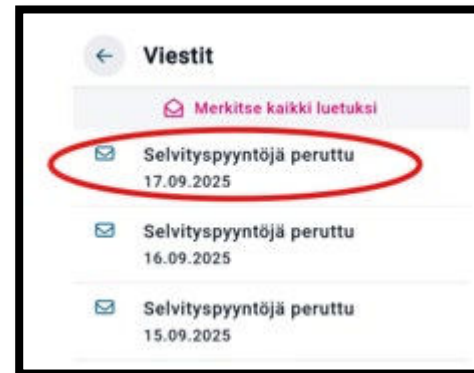 Viestit
Merkitse kaikki luetuksi
Selvityspyyntöjä peruttu
17.09.2025
Selvityspyyntöjä peruttu
16.09.2025
Selvityspyyntöjä peruttu
15.09.2025